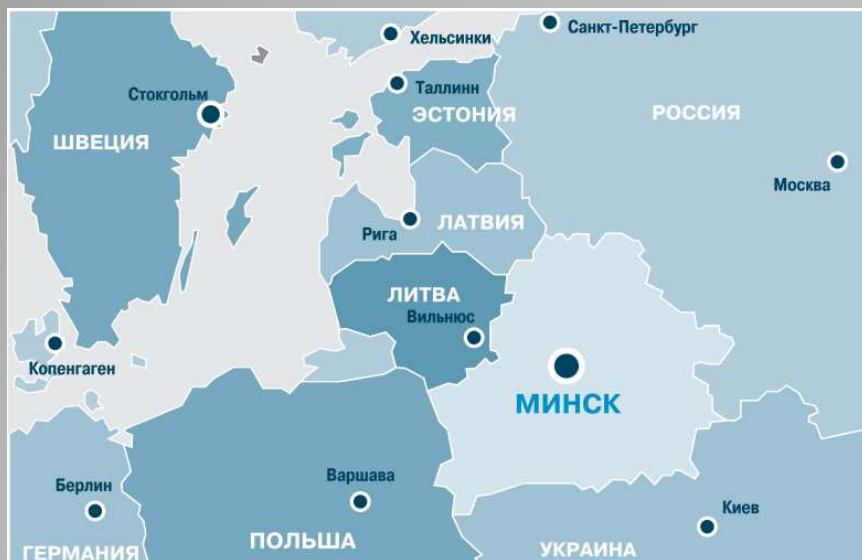 Хельсинки
Санкт-Петербург
Таллинн
Стокгольм
ЭСТОНИЯ
РОССИЯ
ШВЕЦИЯ
Москва
Рига
ЛАТВИЯ
ЛИТВА
Вильнюс
Копенгаген
МИНСК
Варшава
Берлин
Киев
ПОЛЬША
ГЕРМАНИЯ
УКРАИНА